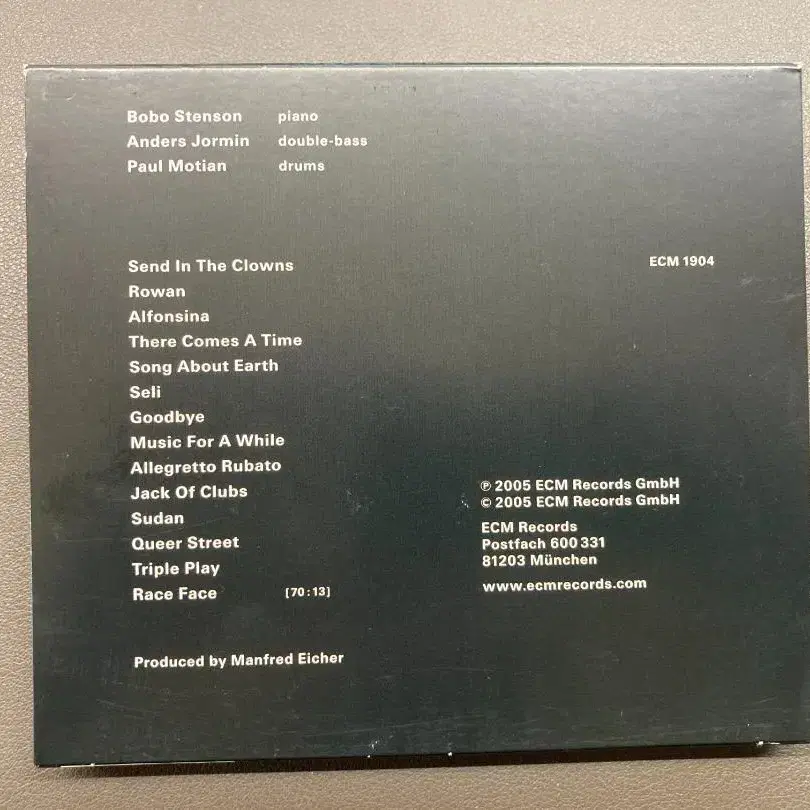 Bobo Stenson piano
Anders Jormin double-bass
Paul Motian drums
Send In The Clowns
ECM 1904
Rowan
Alfonsina
There Comes A Time
Song About Earth
Seli
Goodbye
Music For A While
Allegretto Rubato
Jack Of Clubs
Sudan
Queer Street
Triple Play
Race Face [70:13]
℗ 2005 ECM Records GmbH
© 2005 ECM Records GmbH
ECM Records
Postfach 600 331
81203 München
www.ecmrecords.com
Produced by Manfred Eicher